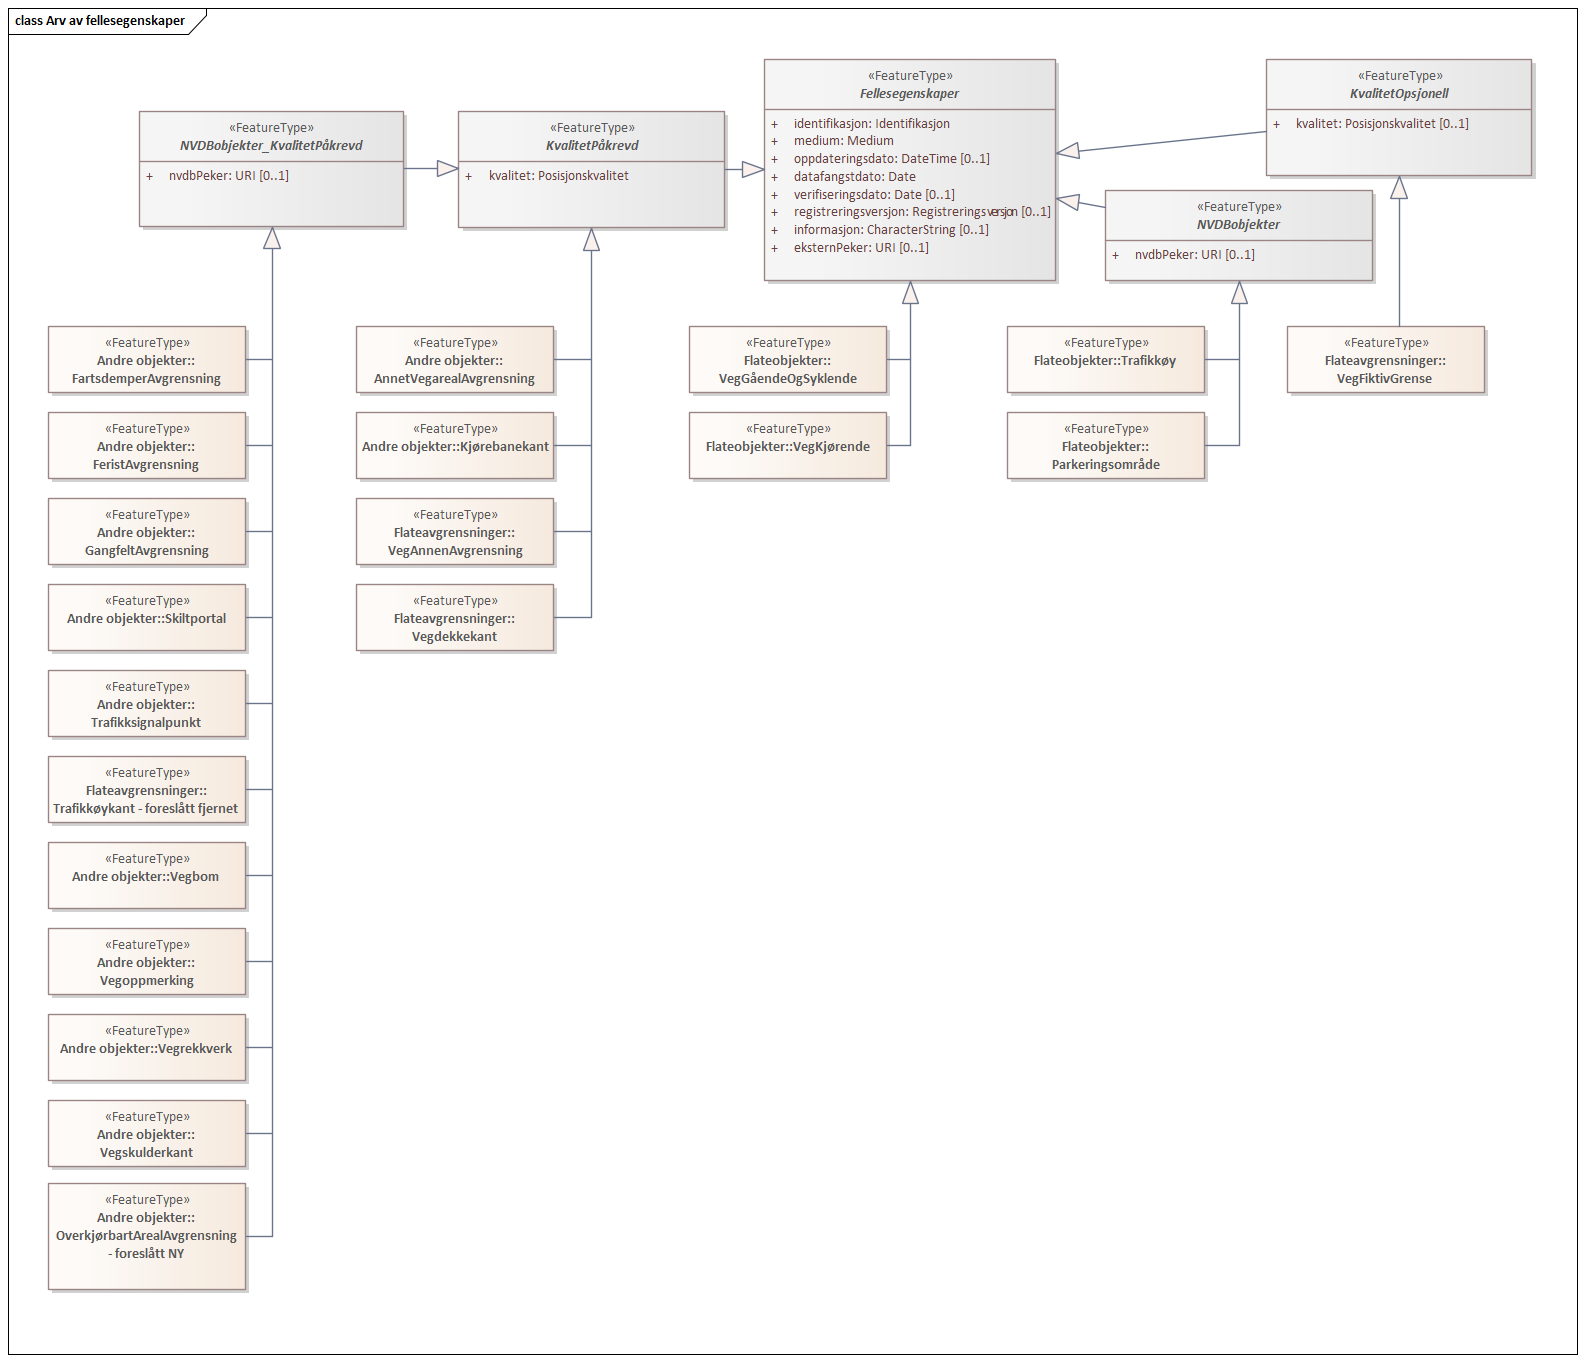 class Arv av fellesegenskaper
«FeatureType»
NVDBobjekter_KvalitetPåkrevd
+ nvdbPeker: URI [0..1]
«FeatureType»
KvalitetPåkrevd
+ kvalitet: Posisjonskvalitet
«FeatureType»
Fellesegenskaper
+ identifikasjon: Identifikasjon
+ medium: Medium
+ oppdateringsdato: DateTime [0..1]
+ datafangstdato: Date
+ verifiseringsdato: Date [0..1]
+ registreringsversjon: Registreringsversjon [0..1]
+ informasjon: CharacterString [0..1]
+ eksternPeker: URI [0..1]
«FeatureType»
KvalitetOpsjonell
+ kvalitet: Posisjonskvalitet [0..1]
«FeatureType»
NVDBobjekter
+ nvdbPeker: URI [0..1]
«FeatureType»
Andre objekter::
FartsdemperAvgrensning
«FeatureType»
Andre objekter::
FeristAvgrensning
«FeatureType»
Andre objekter::
GangfeltAvgrensning
«FeatureType»
Andre objekter::Skiltportal
«FeatureType»
Andre objekter::
Trafikksignalpunkt
«FeatureType»
Flateavgrensninger::
Trafikkøykant - foreslått fjernet
«FeatureType»
Andre objekter::Vegbom
«FeatureType»
Andre objekter::
Vegoppmerking
«FeatureType»
Andre objekter::Vegrekkverk
«FeatureType»
Andre objekter::
Vegskulderkant
«FeatureType»
Andre objekter::
OverkjørbartArealAvgrensning
- foreslått NY
«FeatureType»
Andre objekter::
AnnetVegarealAvgrensning
«FeatureType»
Andre objekter::Kjørebanekant
«FeatureType»
Flateavgrensninger::
VegAnnenAvgrensning
«FeatureType»
Flateavgrensninger::
Vegdekkekant
«FeatureType»
Flateobjekter::
VegGåendeOgSyklende
«FeatureType»
Flateobjekter::VegKjørende
«FeatureType»
Flateobjekter::Trafikkøy
«FeatureType»
Flateobjekter::
Parkeringsområde
«FeatureType»
Flateavgrensninger::
VegFiktivGrense